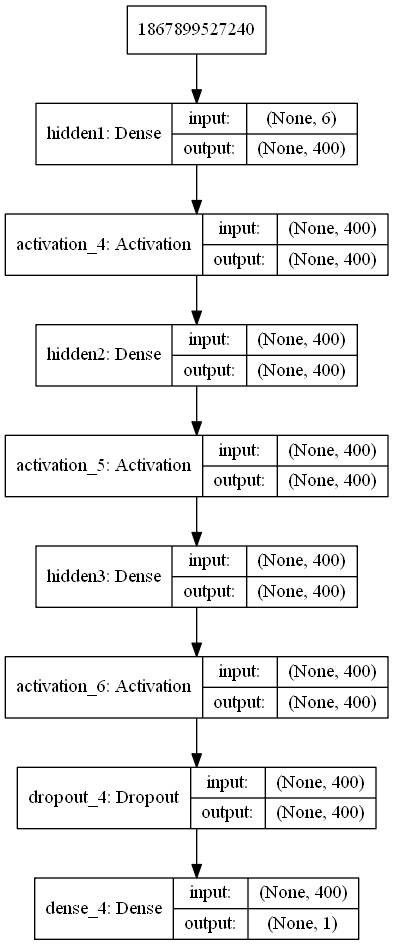 1867899527240
hidden1: Dense
input: (None, 6)
output: (None, 400)
activation_4: Activation
input: (None, 400)
output: (None, 400)
hidden2: Dense
input: (None, 400)
output: (None, 400)
activation_5: Activation
input: (None, 400)
output: (None, 400)
hidden3: Dense
input: (None, 400)
output: (None, 400)
activation_6: Activation
input: (None, 400)
output: (None, 400)
dropout_4: Dropout
input: (None, 400)
output: (None, 400)
dense_4: Dense
input: (None, 400)
output: (None, 1)